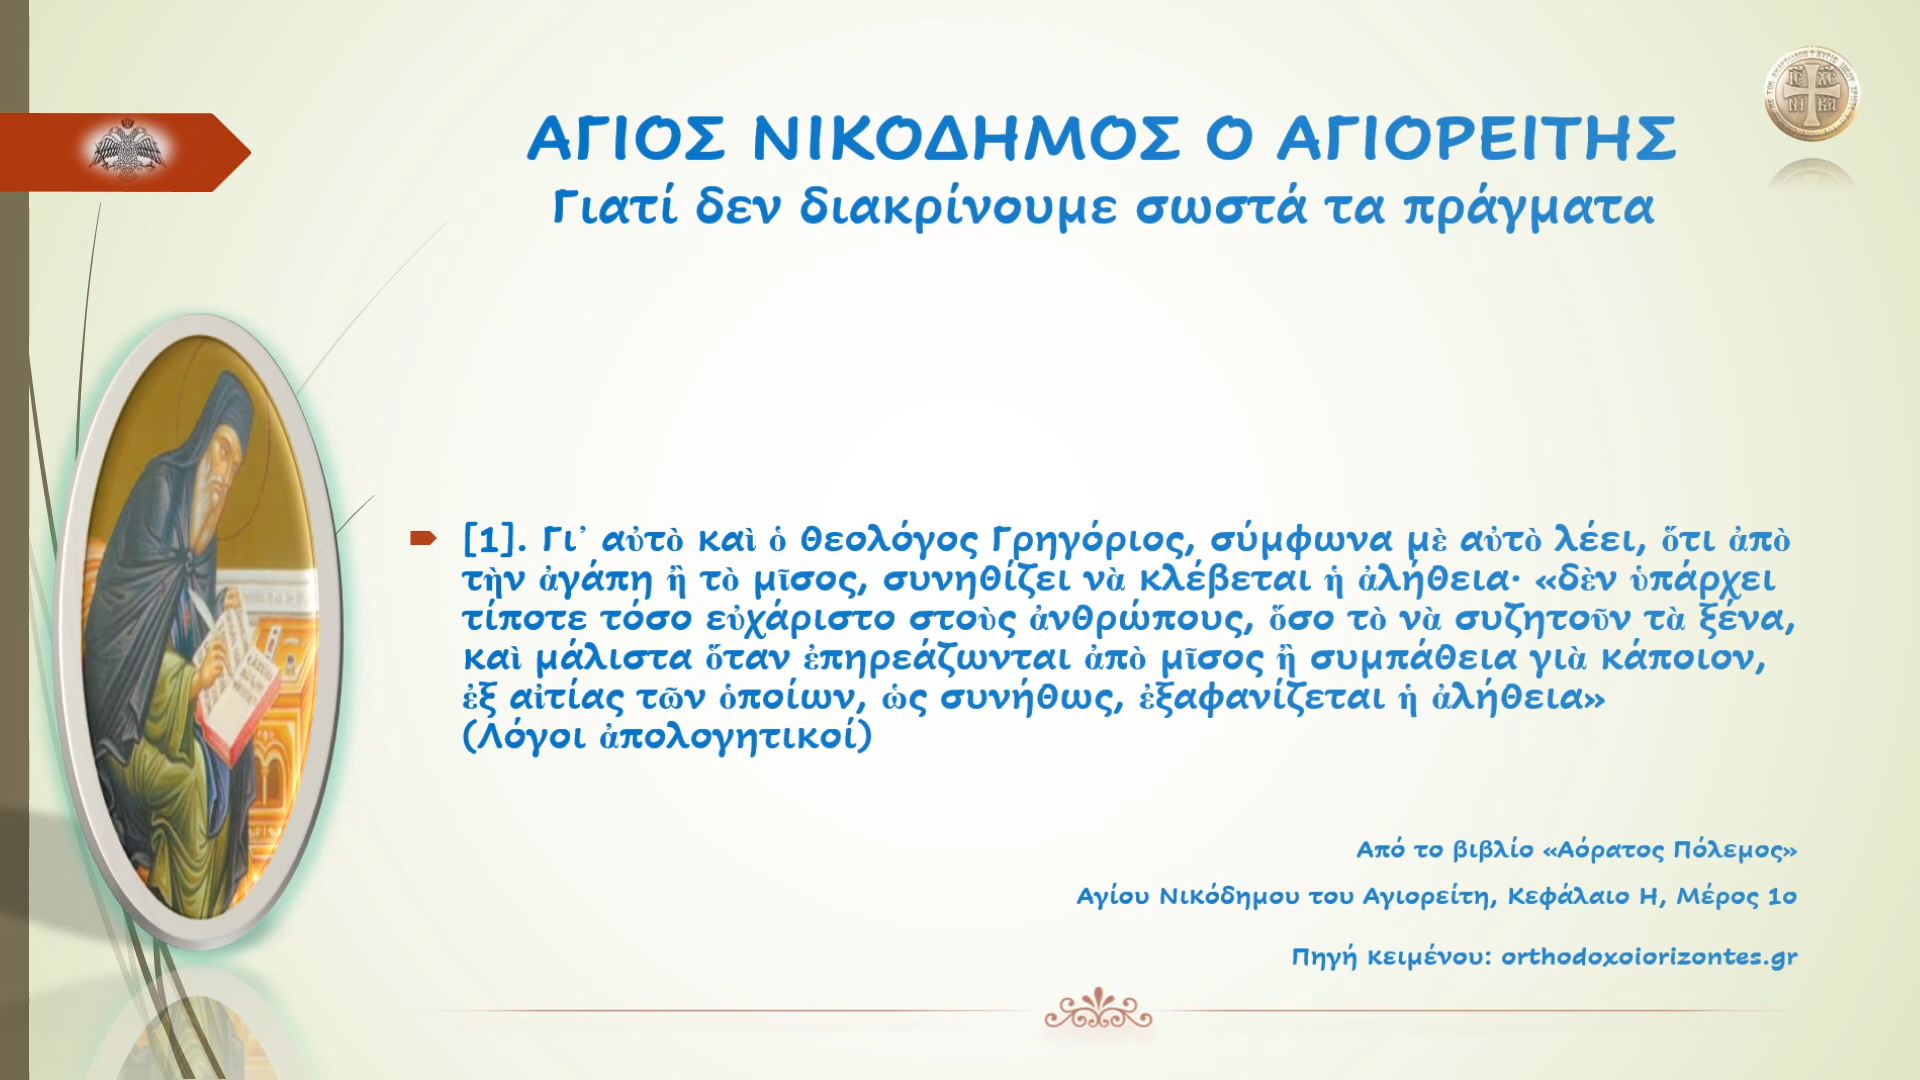 ΑΓΙΟΣ ΝΙΚΟΔΗΜΟΣ Ο ΑΓΙΟΡΕΙΤΗΣ
Γιατί δεν διακρίνουμε σωστά τα πράγματα
[1]. Γι᾿ αὐτὸ καὶ ὁ θεολόγος Γρηγόριος, σύμφωνα μὲ αὐτὸ λέει, ὅτι ἀπὸ
τὴν ἀγάπη ἢ τὸ μῖσος, συνηθίζει νὰ κλέβεται ἡ ἀλήθεια· «δὲν ὑπάρχει
τίποτε τόσο εὐχάριστο στοὺς ἀνθρώπους, ὅσο τὸ νὰ συζητοῦν τὰ ξένα,
καὶ μάλιστα ὅταν ἐπηρεάζωνται ἀπὸ μῖσος ἢ συμπάθεια γιὰ κάποιον,
ἐξ αἰτίας τῶν ὁποίων, ὡς συνήθως, ἐξαφανίζεται ἡ ἀλήθεια»
(Λόγοι ἀπολογητικοί)
Από το βιβλίο «Αόρατος Πόλεμος»
Αγίου Νικόδημου του Αγιορείτη, Κεφάλαιο Η, Μέρος 1ο
Πηγή κειμένου: orthodoxoiorizontes.gr
IC XC
NI KA